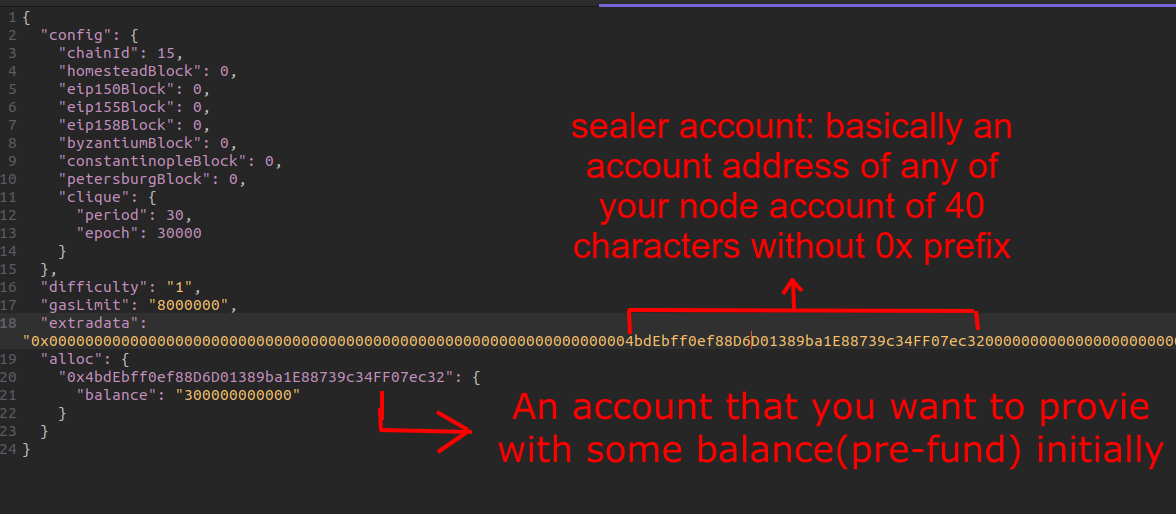 1 {
2 "config": {
3 "chainId": 15,
4 "homesteadBlock": 0,
5 "eip150Block": 0,
6 "eip155Block": 0,
7 "eip158Block": 0,
8 "byzantiumBlock": 0,
9 "constantinopleBlock": 0,
10 "petersburgBlock": 0,
11 "clique": {
12 "period": 30,
13 "epoch": 30000
14 }
15 },
16 "difficulty": "1",
17 "gasLimit": "8000000",
18 "extradata":
"0x00000000000000000000000000000000000000000000000000000000000000004bdEbff0ef88D6D01389ba1E88739c34FF07ec32000000000000000000000
19 "alloc": {
20 "0x4bdEbff0ef88D6D01389ba1E88739c34FF07ec32": {
21 "balance": "300000000000"
22 }
23 }
24 }
sealer account: basically an
account address of any of
your node account of 40
characters without 0x prefix
An account that you want to provie
with some balance(pre-fund) initially